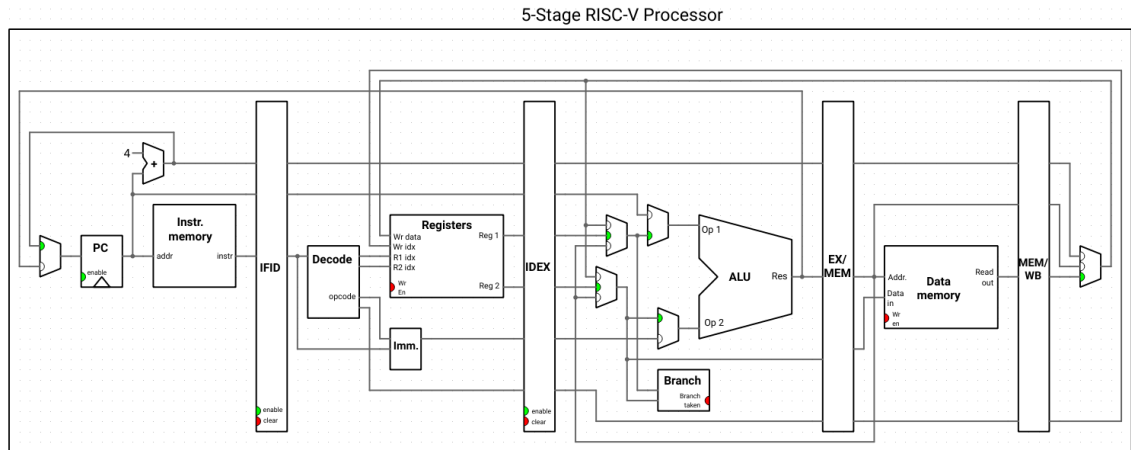 5-Stage RISC-V Processor
4
+
PC
enable
Instr.
memory
addr
instr
IFID
enable
clear
Decode
opcode
Registers
Wr data
Wr idx
R1 idx
R2 idx
Wr
En
Reg 1
Reg 2
Imm.
IDEX
enable
clear
Op 1
ALU
Res
Op 2
Branch
Branch
taken
EX/
MEM
Addr.
Data
in
Wr
en
Data
memory
Read
out
MEM/
WB